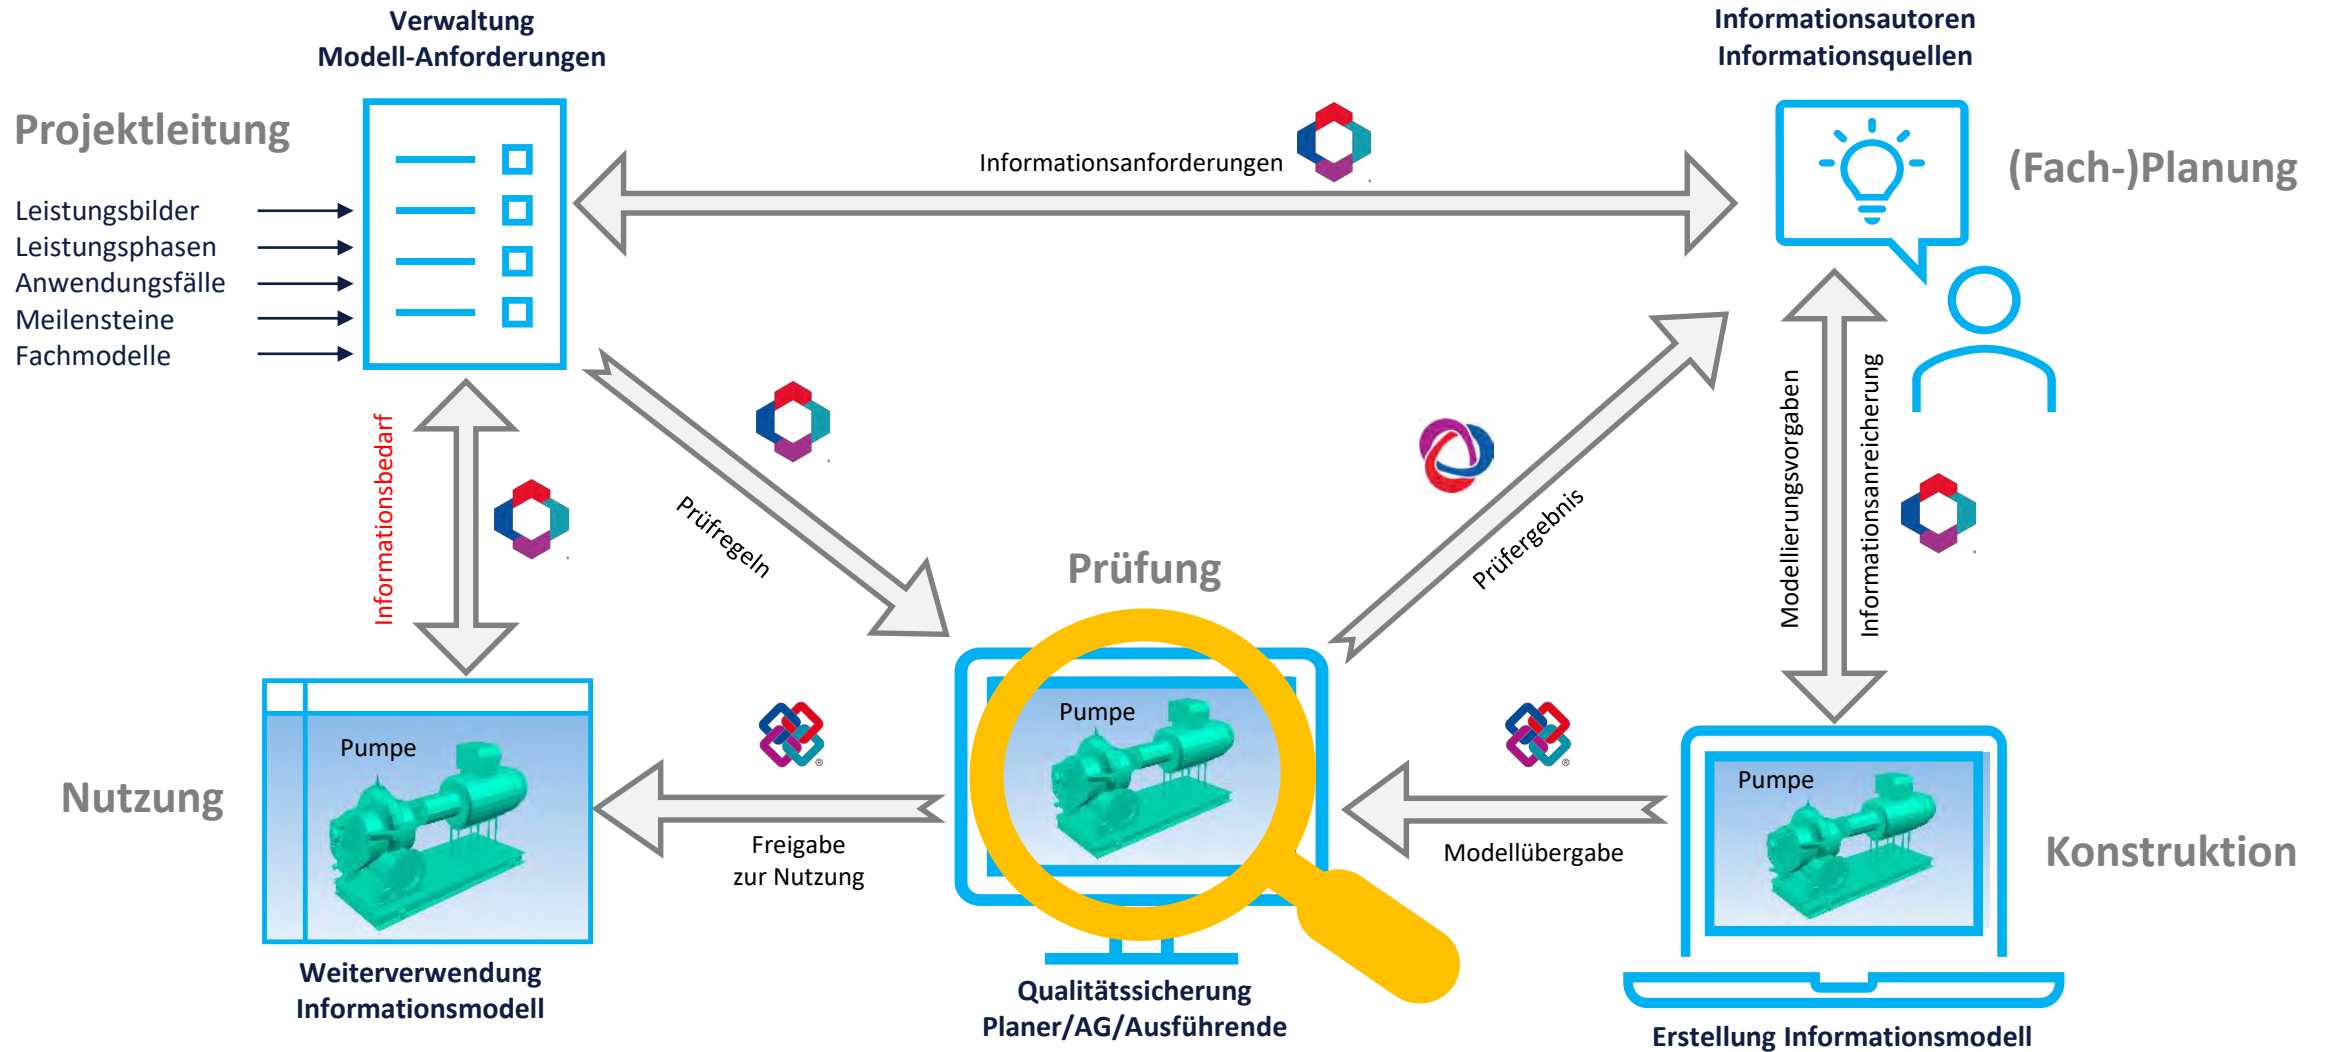 Verwaltung
Modell-Anforderungen
Informationsautoren
Informationsquellen
Projektleitung
Leistungsbilder
Leistungsphasen
Anwendungsfälle
Meilensteine
Fachmodelle
Informationsanforderungen
(Fach-)Planung
Informationsbedarf
Prüfregeln
Prüfung
Prüfergebnis
Modellierungsvorgaben
Informationsanreicherung
Nutzung
Pumpe
Freigabe
zur Nutzung
Pumpe
Modellübergabe
Pumpe
Konstruktion
Weiterverwendung
Informationsmodell
Qualitätssicherung
Planer/AG/Ausführende
Erstellung Informationsmodell